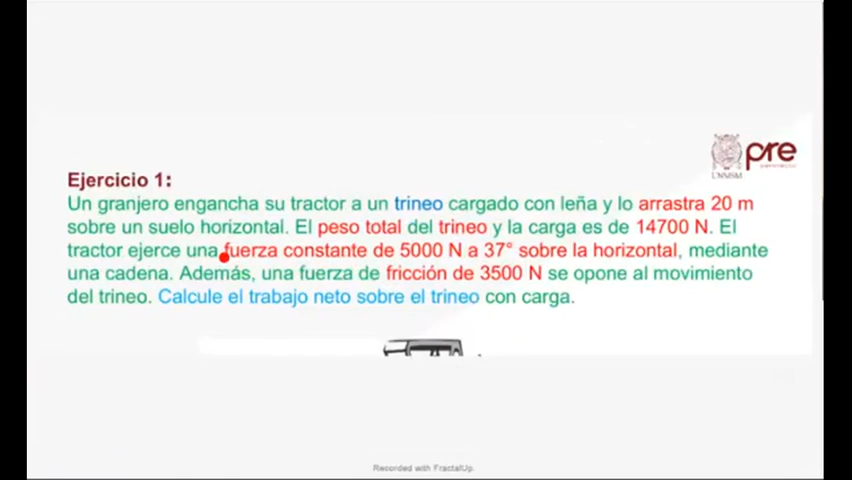 UNMSM
pre
Ejercicio 1:
Un granjero engancha su tractor a un trineo cargado con leña y lo arrastra 20 m
sobre un suelo horizontal. El peso total del trineo y la carga es de 14700 N. El
tractor ejerce una fuerza constante de 5000 N a 37° sobre la horizontal, mediante
una cadena. Además, una fuerza de fricción de 3500 N se opone al movimiento
del trineo. Calcule el trabajo neto sobre el trineo con carga.
Recorded with FractalUp.